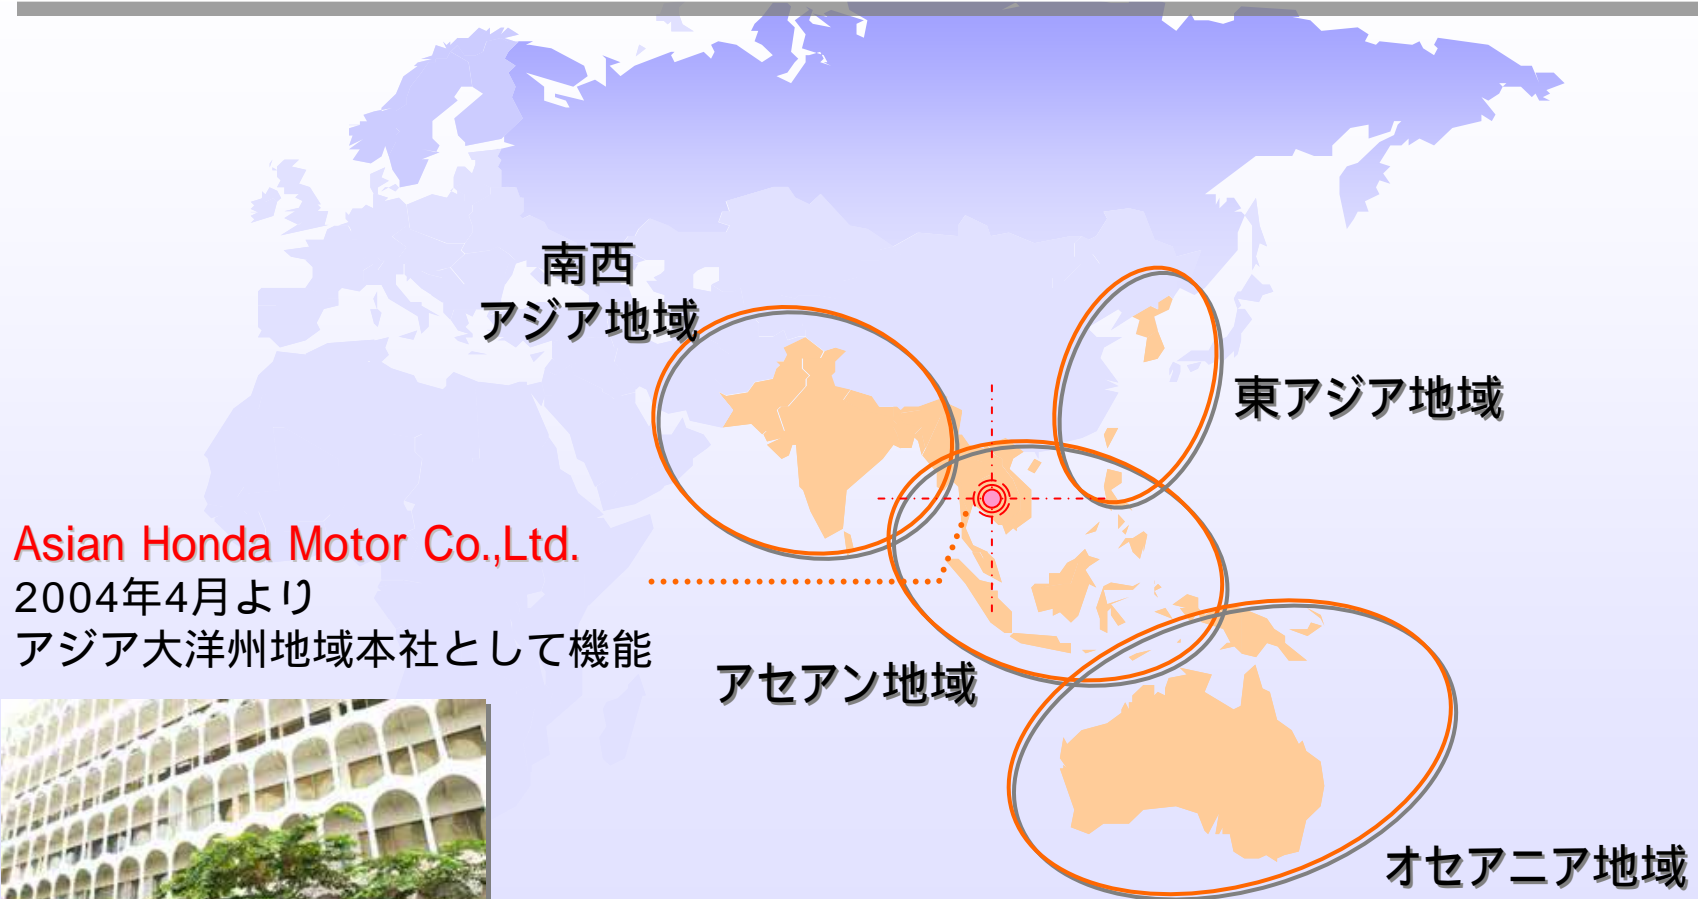 南西
アジア地域
東アジア地域
Asian Honda Motor Co.,Ltd.
2004年4月より
アジア大洋州地域本社として機能
アセアン地域
オセアニア地域